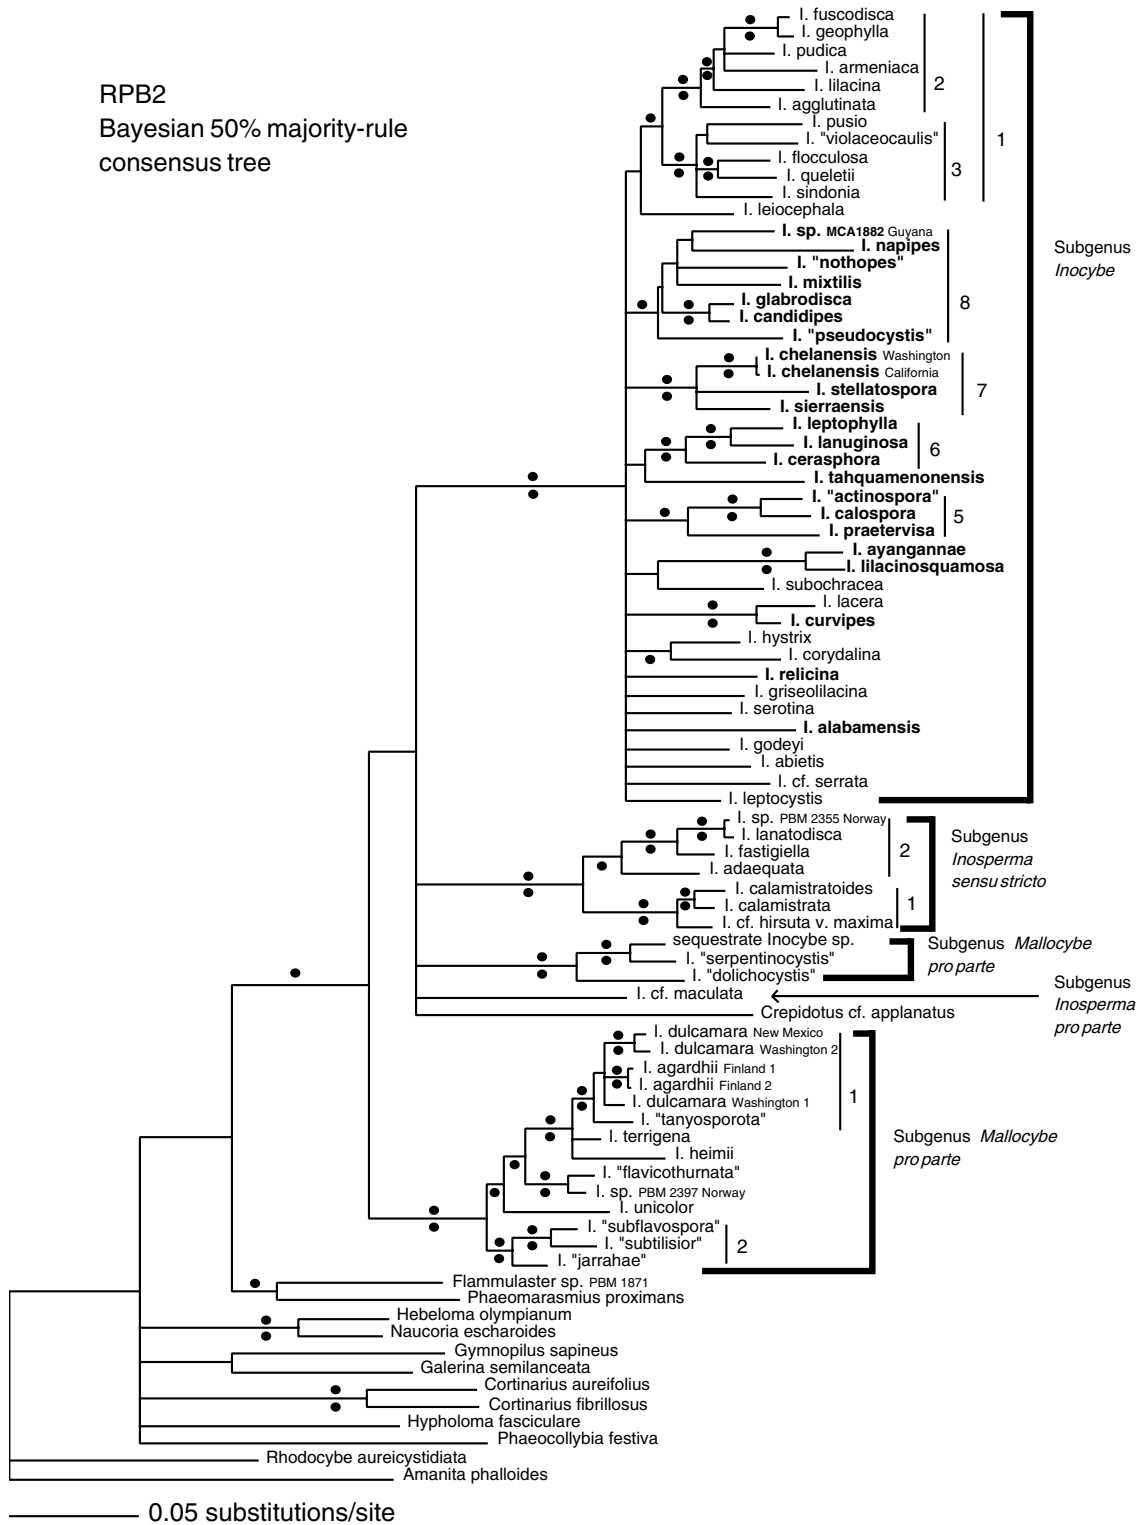 RPB2
Bayesian 50% majority-rule
consensus tree
I. fuscodisca
I. geophylla
I. pudica
I. armeniaca
I. lilacina
I. agglutinata
2
I. pusio
I. "violaceocaulis"
I. flocculosa
I. queletii
I. sindonia
3
1
I. leiocephala
I. sp. MCA1882 Guyana
I. napipes
I. "nothopes"
I. mixtilis
I. glabrodisca
I. candidipes
I. "pseudocystis"
8
Subgenus
Inocybe
I. chelanensis Washington
I. chelanensis California
I. stellatospora
I. sierraensis
7
I. leptophylla
I. lanuginosa
I. cerasphora
6
I. tahquamenonensis
I. "actinospora"
I. calospora
I. praetervisa
5
I. ayangannae
I. lilacinosquamosa
I. subochracea
I. lacera
I. curvipes
I. hystrix
I. corydalina
I. relicina
I. griseolilacina
I. serotina
I. alabamensis
I. godeyi
I. abietis
I. cf. serrata
I. leptocystis
I. sp. PBM 2355 Norway
I. lanatodisca
I. fastigiella
I. adaequata
2
I. calamistratoides
I. calamistrata
I. cf. hirsuta v. maxima
1
Subgenus
Inosperma
sensu stricto
sequestrate Inocybe sp.
I. "serpentinocystis"
I. "dolichocystis"
Subgenus Mallocybe
pro parte
I. cf. maculata
Subgenus
Inosperma
pro parte
Crepidotus cf. applanatus
I. dulcamara New Mexico
I. dulcamara Washington 2
I. agardhii Finland 1
I. agardhii Finland 2
I. dulcamara Washington 1
I. "tanyosporota"
1
I. terrigena
I. heimii
I. "flavicothurnata"
I. sp. PBM 2397 Norway
I. unicolor
I. "subflavospora"
I. "subtilisior"
I. "jarrahae"
2
Subgenus Mallocybe
pro parte
Flammulaster sp. PBM 1871
Phaeomarasmius proximans
Hebeloma olympianum
Naucoria escharoides
Gymnopilus sapineus
Galerina semilanceata
Cortinarius aureifolius
Cortinarius fibrillosus
Hypholoma fasciculare
Phaeocollybia festiva
Rhodocybe aureicystidiata
Amanita phalloides
0.05 substitutions/site